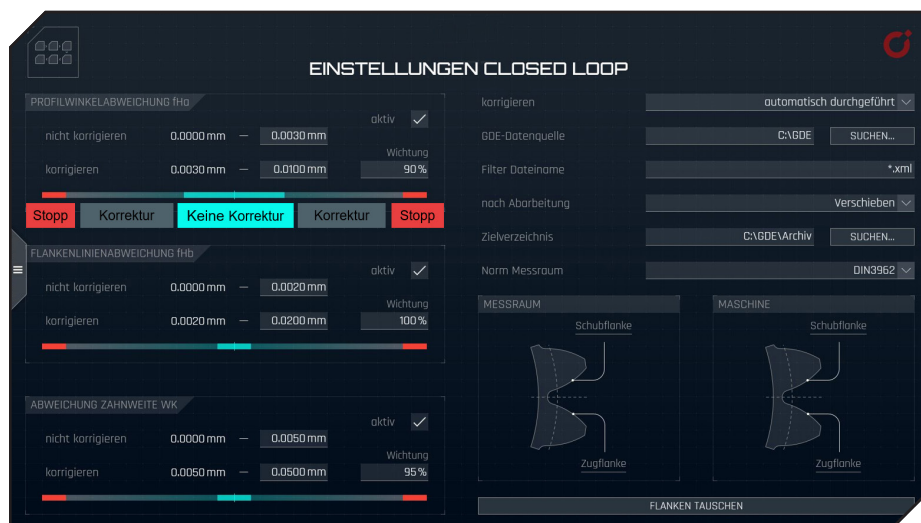 EINSTELLUNGEN CLOSED LOOP
PROFILWINKELABWEICHUNG fHα
aktiv
nicht korrigieren 0.0000 mm – 0.0030 mm
Wichtung
korrigieren 0.0030 mm – 0.0100 mm 90 %
Stopp Korrektur Keine Korrektur Korrektur Stopp
FLANKENLINIENABWEICHUNG fHb
aktiv
nicht korrigieren 0.0000 mm – 0.0020 mm
Wichtung
korrigieren 0.0020 mm – 0.0200 mm 100 %
ABWEICHUNG ZAHNWEITE WK
aktiv
nicht korrigieren 0.0000 mm – 0.0050 mm
Wichtung
korrigieren 0.0050 mm – 0.0500 mm 95 %
korrigieren automatisch durchgeführt
GDE-Datenquelle C:\GDE SUCHEN...
Filter Dateiname *.xml
nach Abarbeitung Verschieben
Zielverzeichnis C:\GDE\Archiv SUCHEN...
Norm Messraum DIN3962
MESSRAUM
Schubflanke
Zugflanke
MASCHINE
Schubflanke
Zugflanke
FLANKEN TAUSCHEN